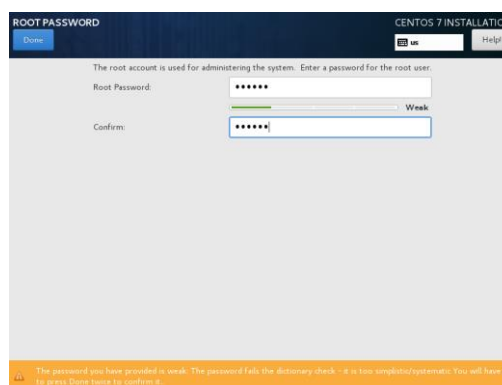 ROOT PASSWORD
CENTOS 7 INSTALLATIO
Done
us
Help!
The root account is used for administering the system. Enter a password for the root user.
Root Password:
••••••
Weak
Confirm:
••••••
The password you have provided is weak. The password fails the dictionary check - it is too simplistic/systematic You will have
to press Done twice to confirm it.